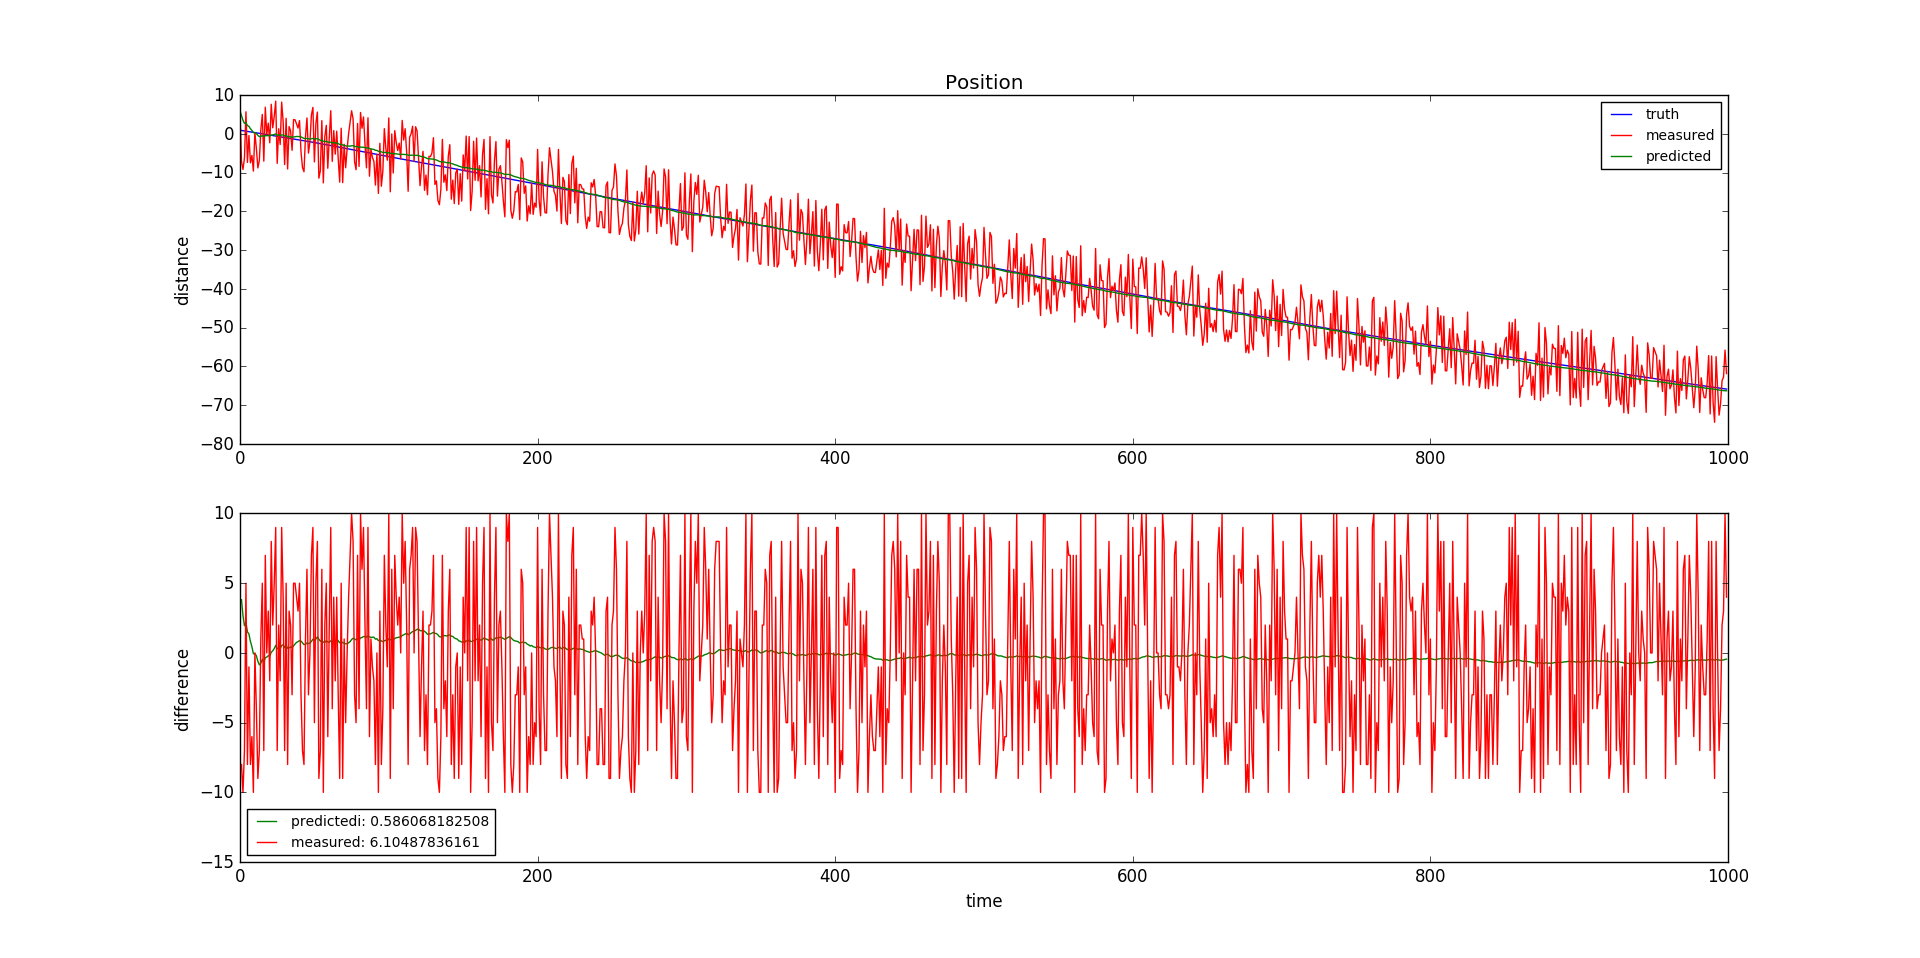 Position
10
0
−10
−20
−30
−40
−50
−60
−70
−80
distance
truth
measured
predicted
0 200 400 600 800 1000
10
5
0
−5
−10
−15
difference
predictedi: 0.586068182508
measured: 6.10487836161
0 200 400 600 800 1000
time